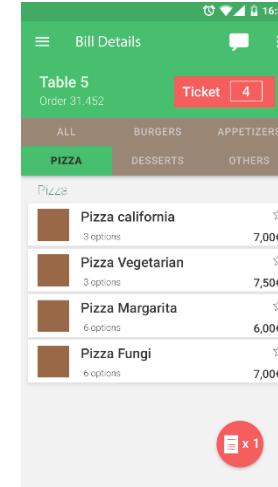 16:
Bill Details
Table 5
Order 31.452
Ticket 4
ALL BURGERS APPETIZERS
PIZZA DESSERTS OTHERS
Pizza
Pizza california
3 options 7,00€
Pizza Vegetarian
3 options 7,50€
Pizza Margarita
6 options 6,00€
Pizza Fungi
6 options 7,00€
x 1